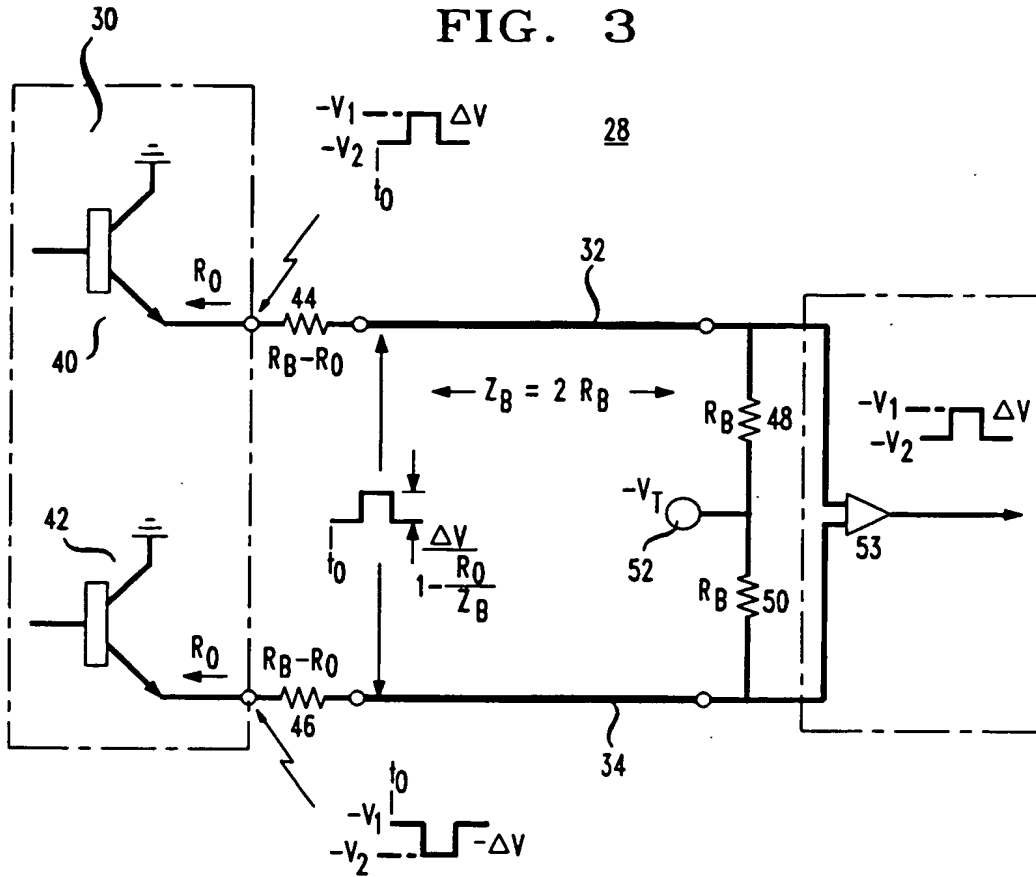 FIG. 3
30
-V1
ΔV
-V2
t0
28
R0
44
32
40
RB-R0
ZB = 2 RB
RB
48
-V1
ΔV
-V2
-VT
42
t0
ΔV
1-R0/ZB
52
53
RB
50
R0
RB-R0
46
34
t0
-V1
-ΔV
-V2